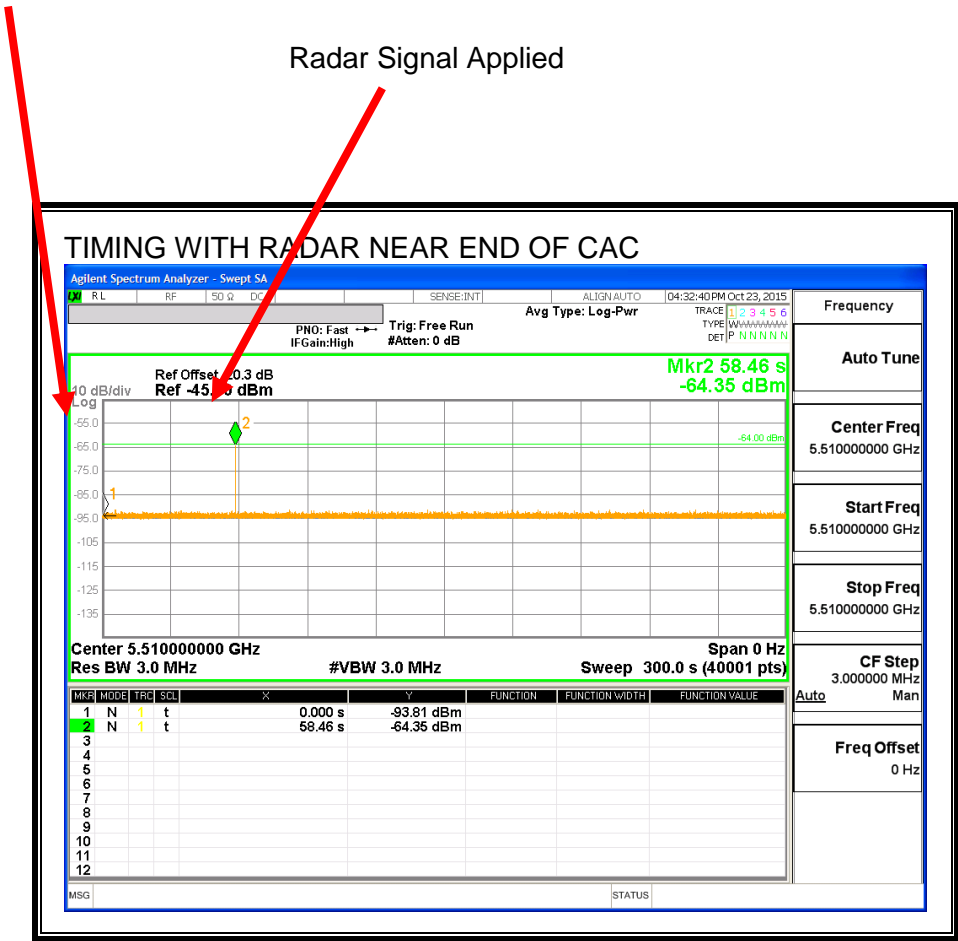 Radar Signal Applied
TIMING WITH RADAR NEAR END OF CAC
Agilent Spectrum Analyzer - Swept SA
LXI RL RF 50 Ω DC SENSE:INT ALIGN AUTO 04:32:40 PM Oct 23, 2015
Avg Type: Log-Pwr TRACE 1 2 3 4 5 6
TYPE
PNO: Fast Trig: Free Run DET P N N N N N
IFGain:High #Atten: 0 dB
Mkr2 58.46 s
-64.35 dBm
Ref Offset
10 dB/div Ref
Log
-55.0
-65.0
-75.0
-85.0
-95.0
-105
-115
-125
-135
2
-64.00 dBm
1
Center 5.510000000 GHz Span 0 Hz
Res BW 3.0 MHz #VBW 3.0 MHz Sweep 300.0 s (40001 pts)
MKR MODE TRC SCL X Y FUNCTION FUNCTION WIDTH FUNCTION VALUE
1 N 1 t 0.000 s -93.81 dBm
2 N 1 t 58.46 s -64.35 dBm
3
4
5
6
7
8
9
10
11
12
MSG STATUS
Frequency
Auto Tune
Center Freq
5.510000000 GHz
Start Freq
5.510000000 GHz
Stop Freq
5.510000000 GHz
CF Step
3.000000 MHz
Auto Man
Freq Offset
0 Hz